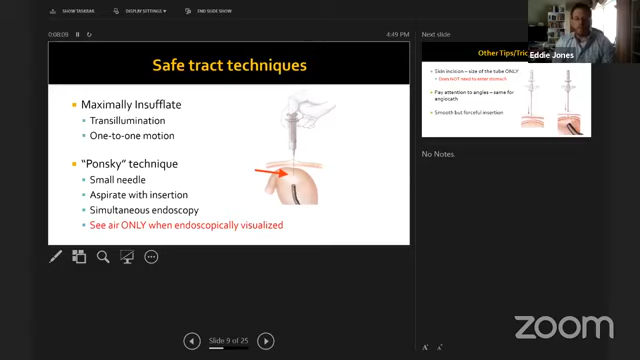 SHOW TASKBAR
DISPLAY SETTINGS ▾
END SLIDE SHOW
0:08:09
4:49 PM
Safe tract techniques
Maximally Insufflate
Transillumination
One-to-one motion
"Ponsky" technique
Small needle
Aspirate with insertion
Simultaneous endoscopy
See air ONLY when endoscopically visualized
Slide 9 of 25
Next slide
Other Tips/Tric
Skin incision – size of the tube ONLY
Does NOT need to enter stomach
Pay attention to angles – same for
angiocath
Smooth but forceful insertion
No Notes
A A
Eddie Jones
zoom